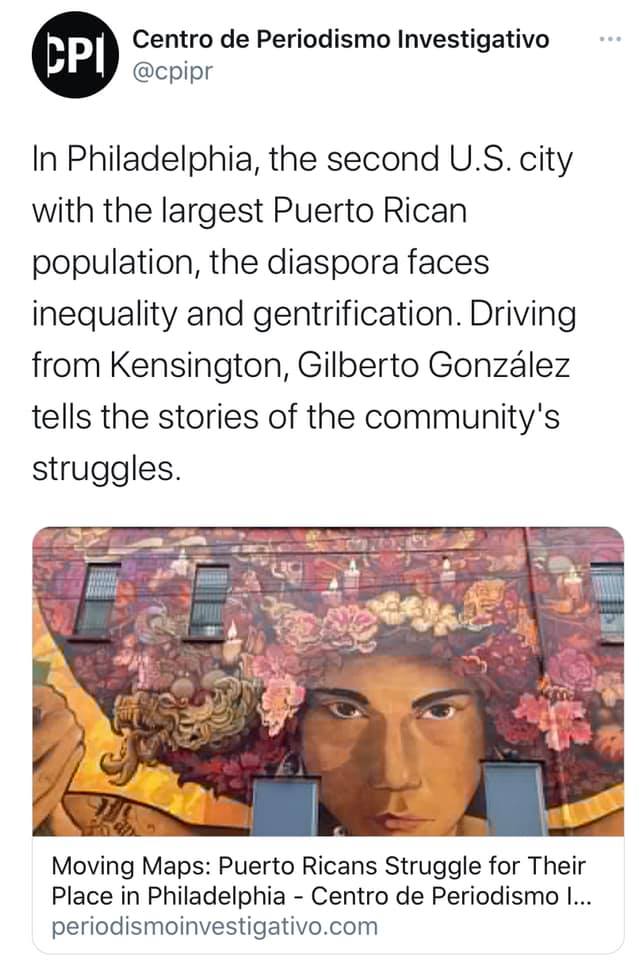 CPI
Centro de Periodismo Investigativo
@cpipr
In Philadelphia, the second U.S. city
with the largest Puerto Rican
population, the diaspora faces
inequality and gentrification. Driving
from Kensington, Gilberto González
tells the stories of the community's
struggles.
Moving Maps: Puerto Ricans Struggle for Their
Place in Philadelphia - Centro de Periodismo I...
periodismoinvestigativo.com